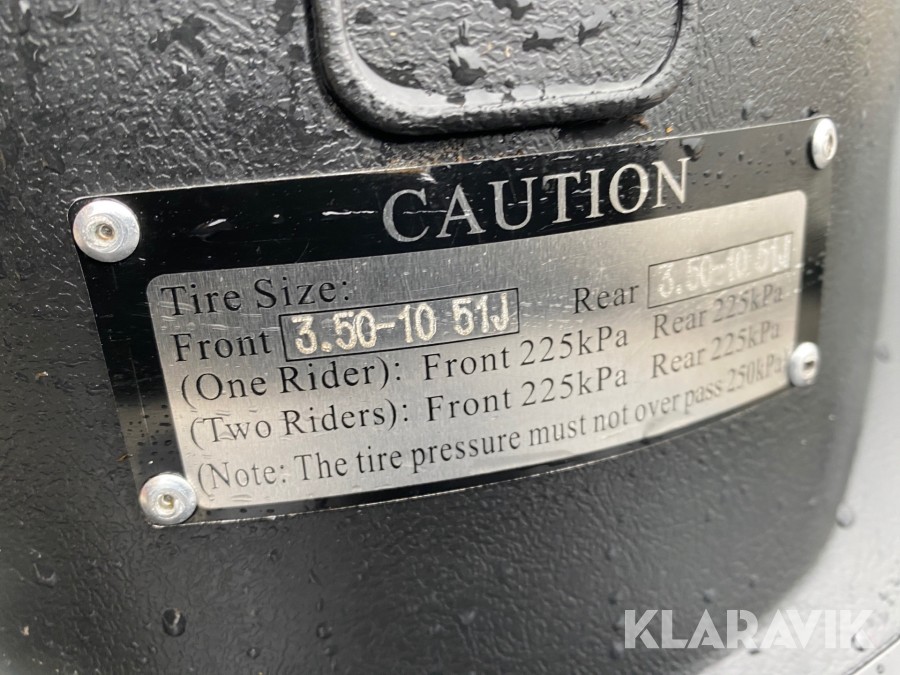 CAUTION
Tire Size:
Front 3.50-10 51J Rear 3.50-10 51J
(One Rider): Front 225kPa Rear 225kPa
(Two Riders): Front 225kPa Rear 225kPa
(Note: The tire pressure must not over pass 250kPa
KLARAVIK